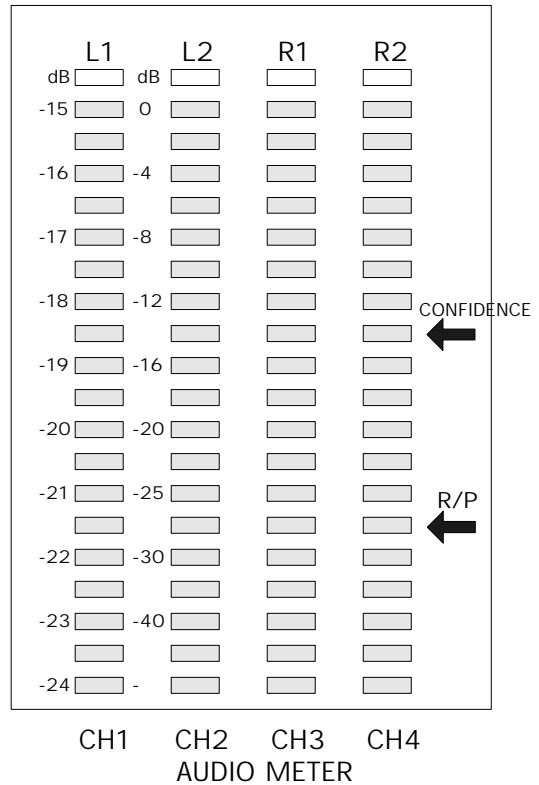 L1 L2 R1 R2
dB dB
-15 0
-16 -4
-17 -8
-18 -12
CONFIDENCE
-19 -16
-20 -20
-21 -25
R/P
-22 -30
-23 -40
-24 -
CH1 CH2 CH3 CH4
AUDIO METER